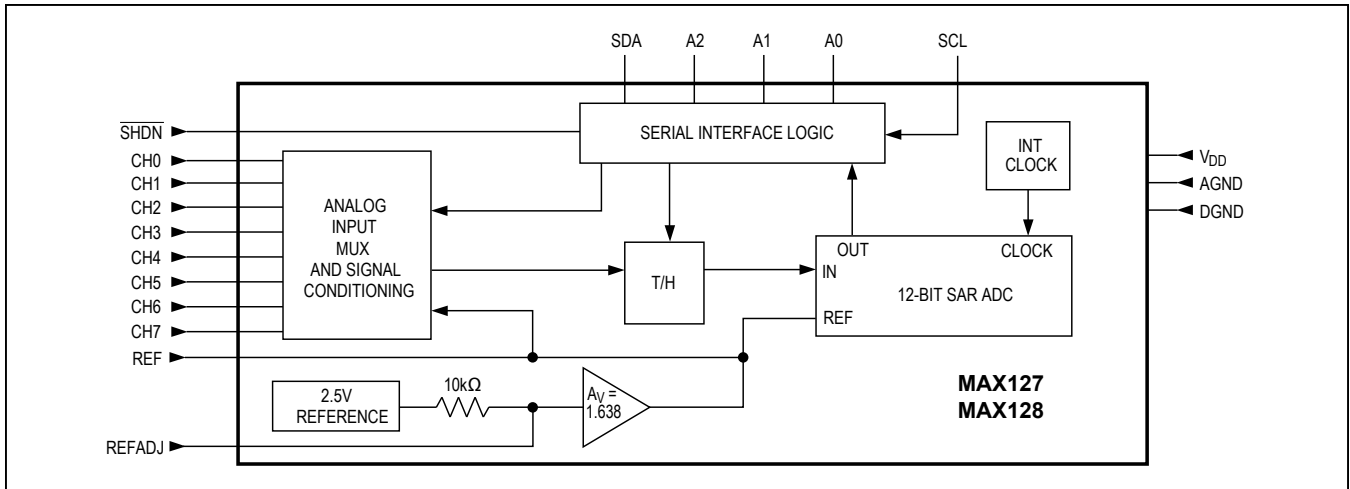 SDA A2 A1 A0 SCL
SHDN
SERIAL INTERFACE LOGIC
INT
CLOCK
VDD
AGND
DGND
CH0
CH1
CH2
CH3
CH4
CH5
CH6
CH7
REF
ANALOG
INPUT
MUX
AND SIGNAL
CONDITIONING
T/H
OUT
CLOCK
IN
12-BIT SAR ADC
REF
2.5V
REFERENCE
10kΩ
AV =
1.638
MAX127
MAX128
REFADJ